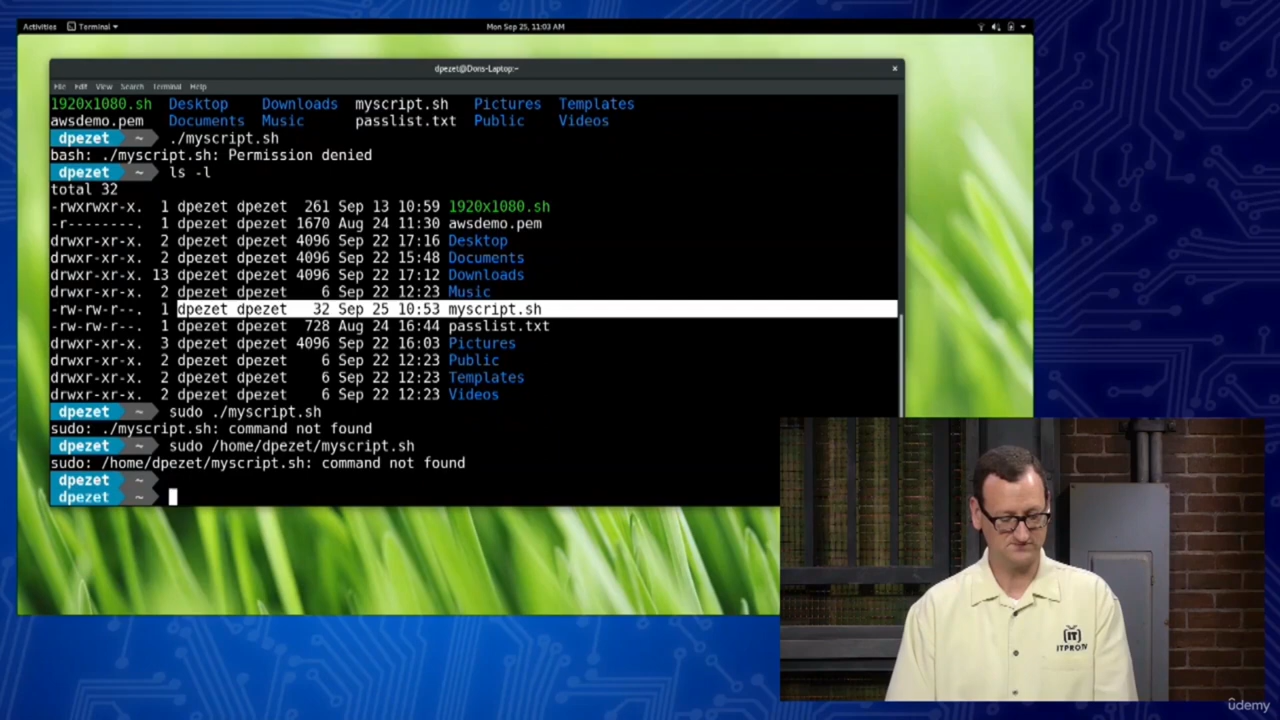 Activities Terminal Mon Sep 25, 11:03 AM
dpezet@Dons-Laptop:~ ×
File Edit View Search Terminal Help
1920x1080.sh Desktop Downloads myscript.sh Pictures Templates
awsdemo.pem Documents Music passlist.txt Public Videos
dpezet ~ ./myscript.sh
bash: ./myscript.sh: Permission denied
dpezet ~ ls -l
total 32
-rwxrwxr-x. 1 dpezet dpezet 261 Sep 13 10:59 1920x1080.sh
-r--------. 1 dpezet dpezet 1670 Aug 24 11:30 awsdemo.pem
drwxr-xr-x. 2 dpezet dpezet 4096 Sep 22 17:16 Desktop
drwxr-xr-x. 2 dpezet dpezet 4096 Sep 22 15:48 Documents
drwxr-xr-x. 13 dpezet dpezet 4096 Sep 22 17:12 Downloads
drwxr-xr-x. 2 dpezet dpezet 6 Sep 22 12:23 Music
-rw-rw-r--. 1 dpezet dpezet 32 Sep 25 10:53 myscript.sh
-rw-rw-r--. 1 dpezet dpezet 728 Aug 24 16:44 passlist.txt
drwxr-xr-x. 3 dpezet dpezet 4096 Sep 22 16:03 Pictures
drwxr-xr-x. 2 dpezet dpezet 6 Sep 22 12:23 Public
drwxr-xr-x. 2 dpezet dpezet 6 Sep 22 12:23 Templates
drwxr-xr-x. 2 dpezet dpezet 6 Sep 22 12:23 Videos
dpezet ~ sudo ./myscript.sh
sudo: ./myscript.sh: command not found
dpezet ~ sudo /home/dpezet/myscript.sh
sudo: /home/dpezet/myscript.sh: command not found
dpezet ~
dpezet ~
IT
ITPROTV
ûdemy